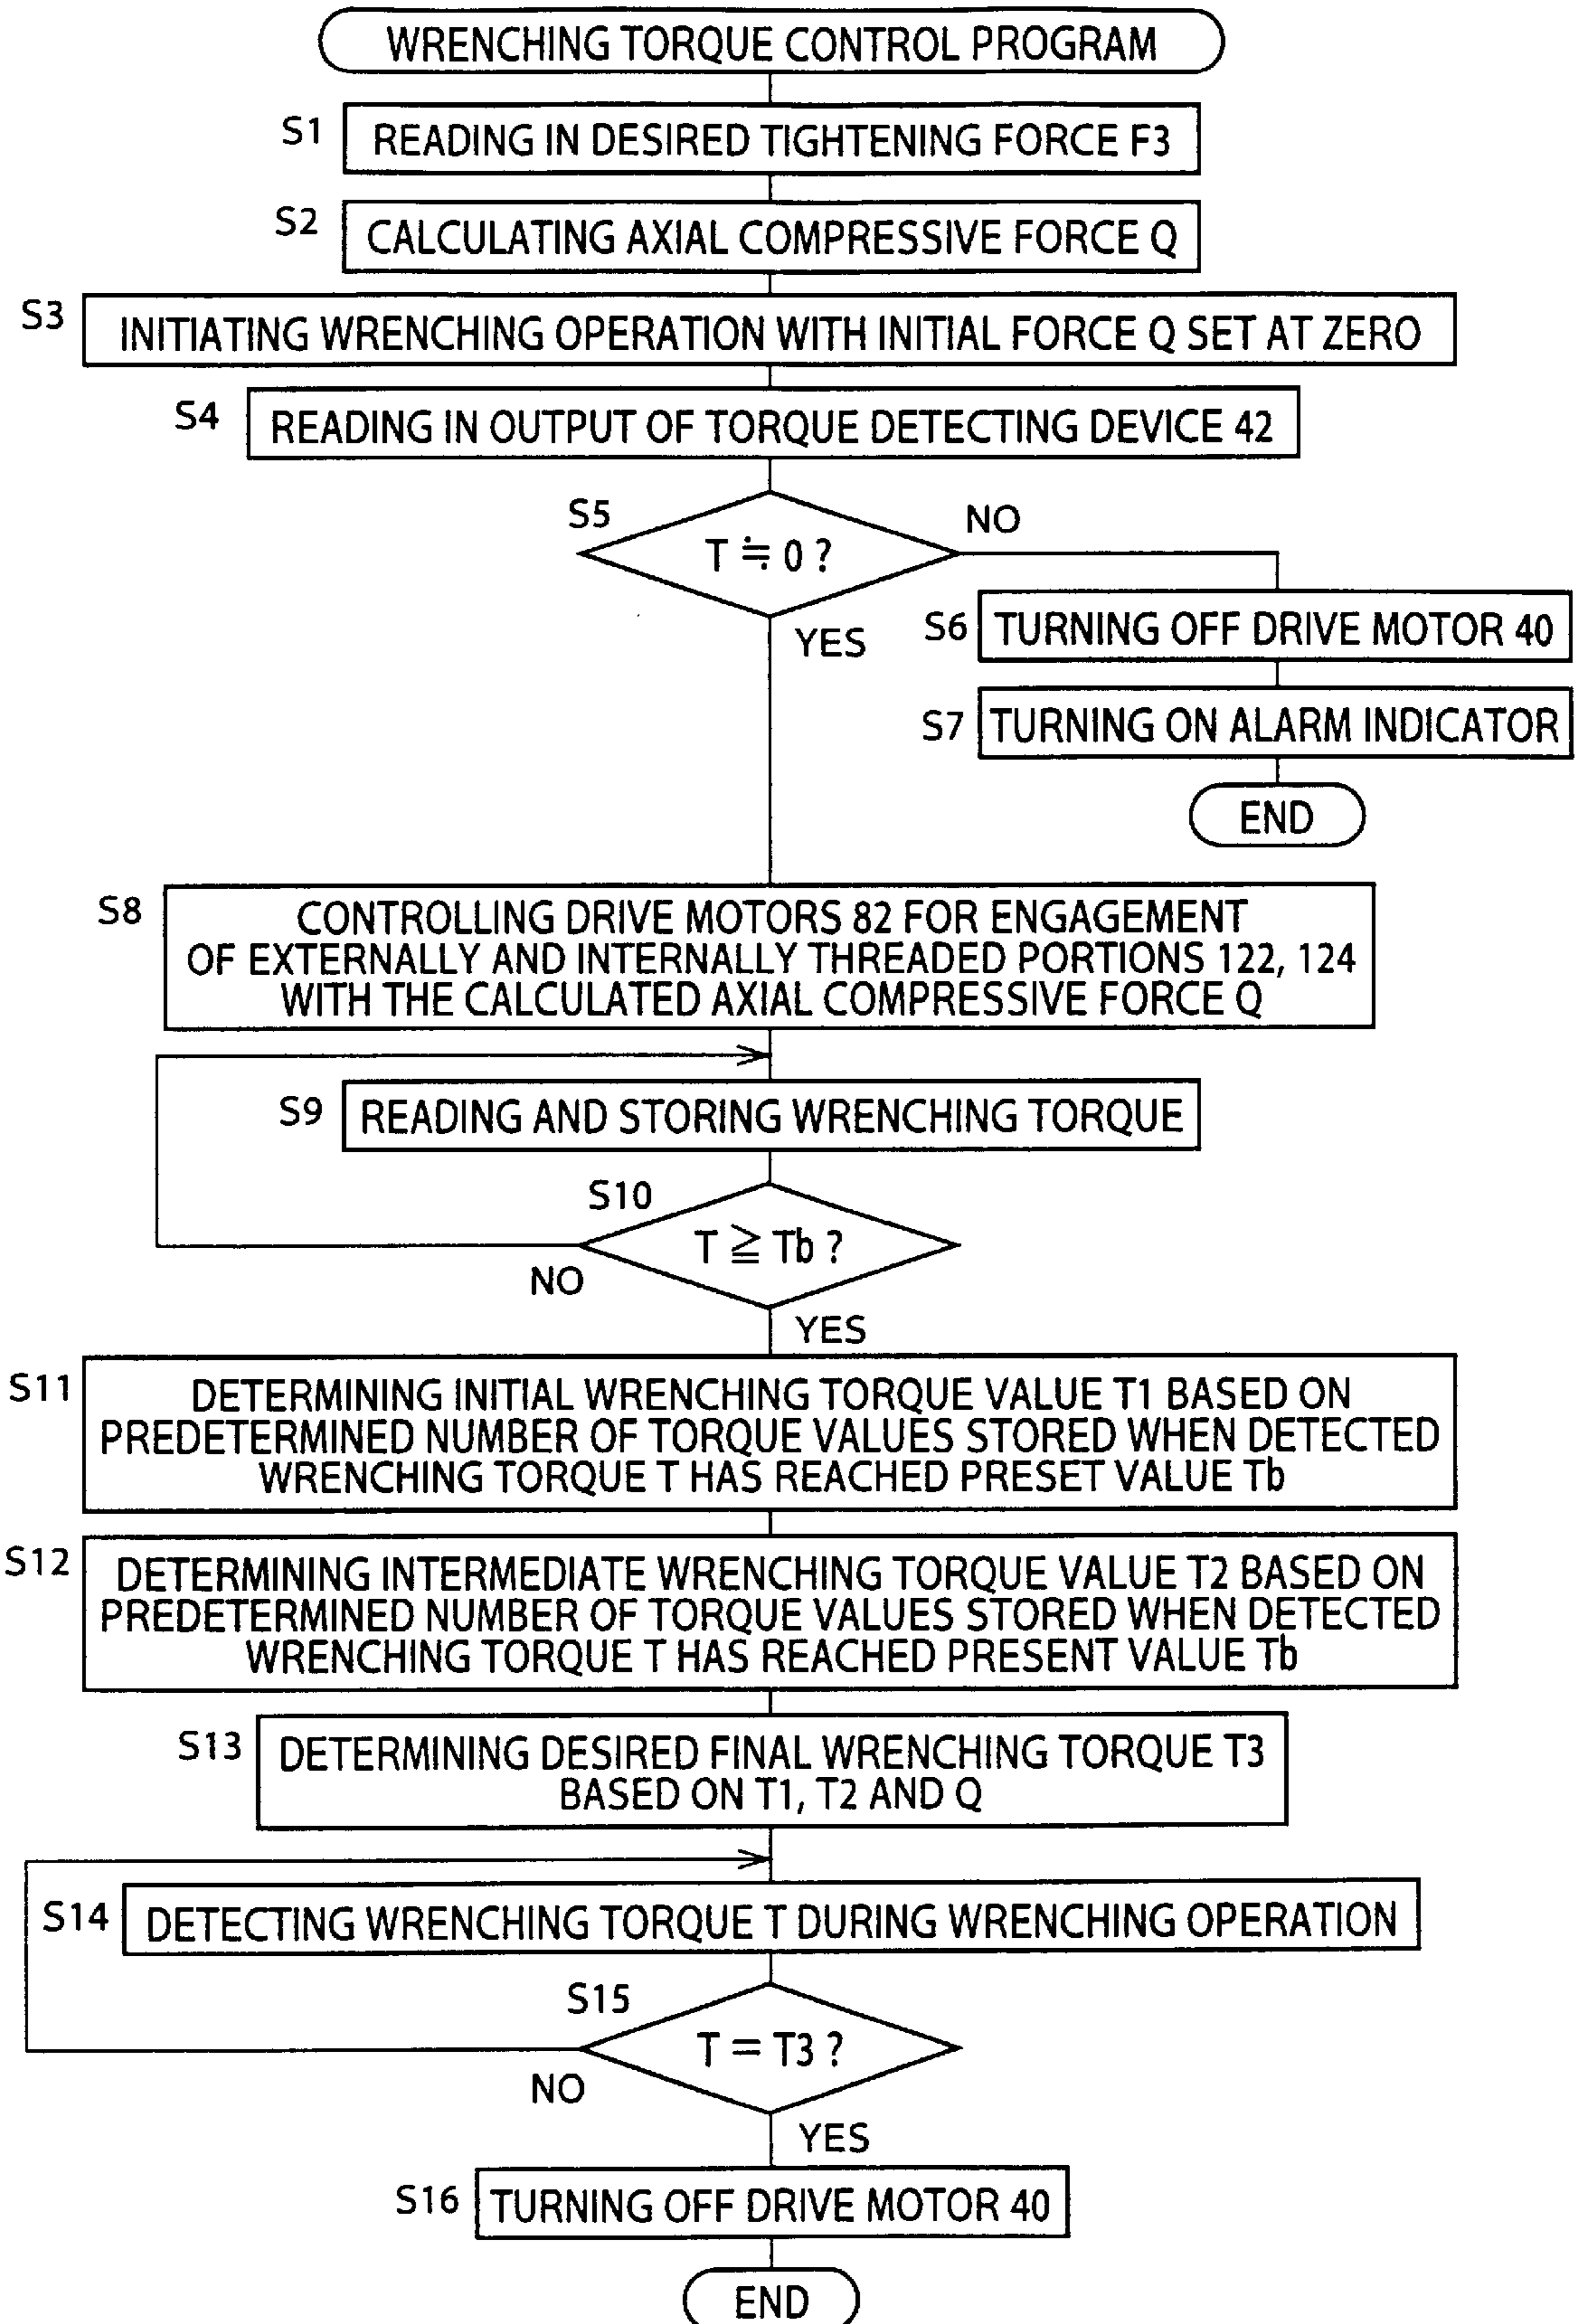 WRENCHING TORQUE CONTROL PROGRAM
S1
READING IN DESIRED TIGHTENING FORCE F3
S2
CALCULATING AXIAL COMPRESSIVE FORCE Q
S3
INITIATING WRENCHING OPERATION WITH INITIAL FORCE Q SET AT ZERO
S4
READING IN OUTPUT OF TORQUE DETECTING DEVICE 42
S5
T ≒ 0 ?
NO
YES
S6
TURNING OFF DRIVE MOTOR 40
S7
TURNING ON ALARM INDICATOR
END
S8
CONTROLLING DRIVE MOTORS 82 FOR ENGAGEMENT
OF EXTERNALLY AND INTERNALLY THREADED PORTIONS 122, 124
WITH THE CALCULATED AXIAL COMPRESSIVE FORCE Q
S9
READING AND STORING WRENCHING TORQUE
S10
T ≧ Tb ?
NO
YES
S11
DETERMINING INITIAL WRENCHING TORQUE VALUE T1 BASED ON
PREDETERMINED NUMBER OF TORQUE VALUES STORED WHEN DETECTED
WRENCHING TORQUE T HAS REACHED PRESET VALUE Tb
S12
DETERMINING INTERMEDIATE WRENCHING TORQUE VALUE T2 BASED ON
PREDETERMINED NUMBER OF TORQUE VALUES STORED WHEN DETECTED
WRENCHING TORQUE T HAS REACHED PRESENT VALUE Tb
S13
DETERMINING DESIRED FINAL WRENCHING TORQUE T3
BASED ON T1, T2 AND Q
S14
DETECTING WRENCHING TORQUE T DURING WRENCHING OPERATION
S15
T = T3 ?
NO
YES
S16
TURNING OFF DRIVE MOTOR 40
END